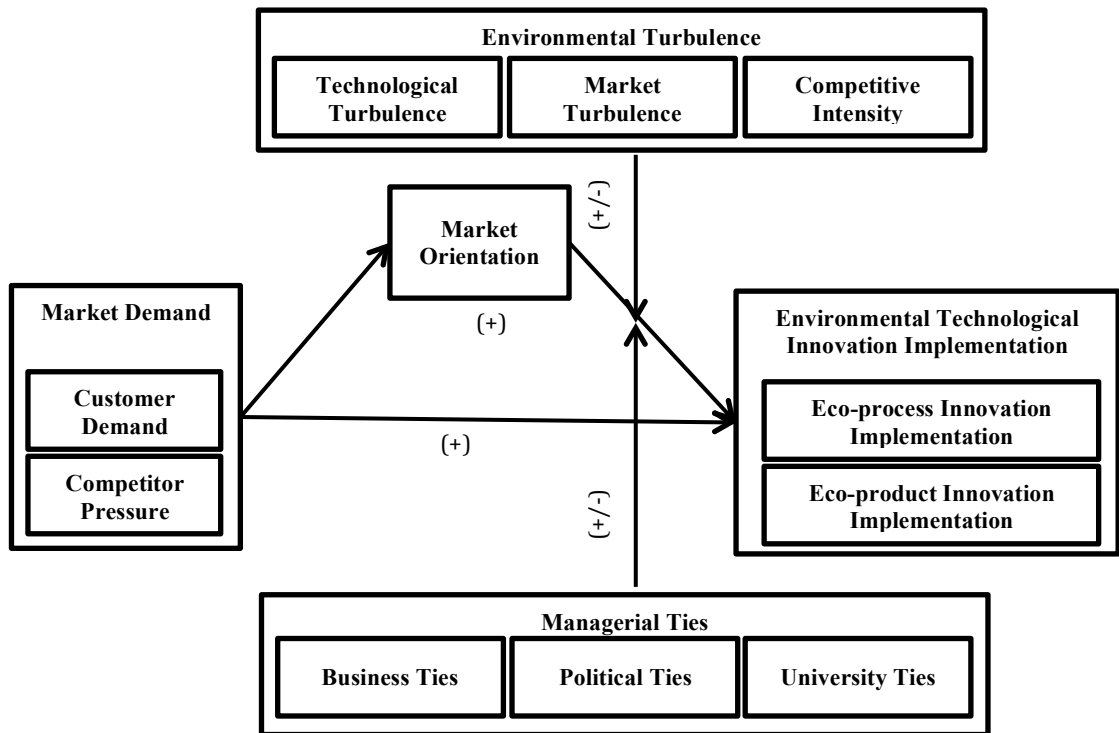 Environmental Turbulence
Technological
Turbulence
Market
Turbulence
Competitive
Intensity
(+/-)
Market
Orientation
(+)
Market Demand
Customer
Demand
Competitor
Pressure
(+)
Environmental Technological
Innovation Implementation
Eco-process Innovation
Implementation
Eco-product Innovation
Implementation
(+/-)
Managerial Ties
Business Ties
Political Ties
University Ties